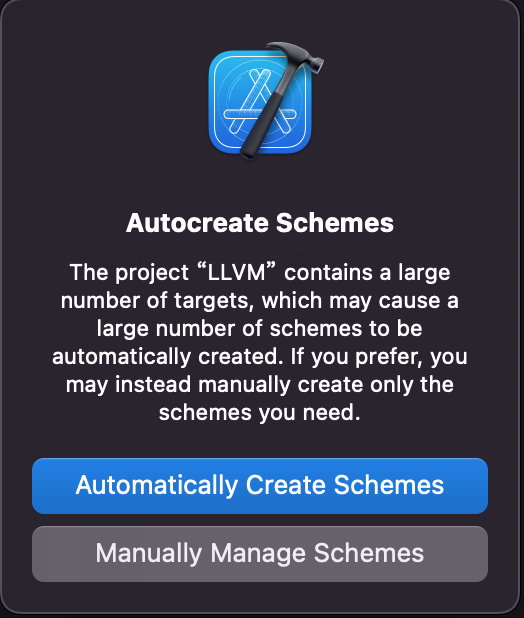 Autocreate Schemes
The project “LLVM” contains a large
number of targets, which may cause a
large number of schemes to be
automatically created. If you prefer, you
may instead manually create only the
schemes you need.
Automatically Create Schemes
Manually Manage Schemes